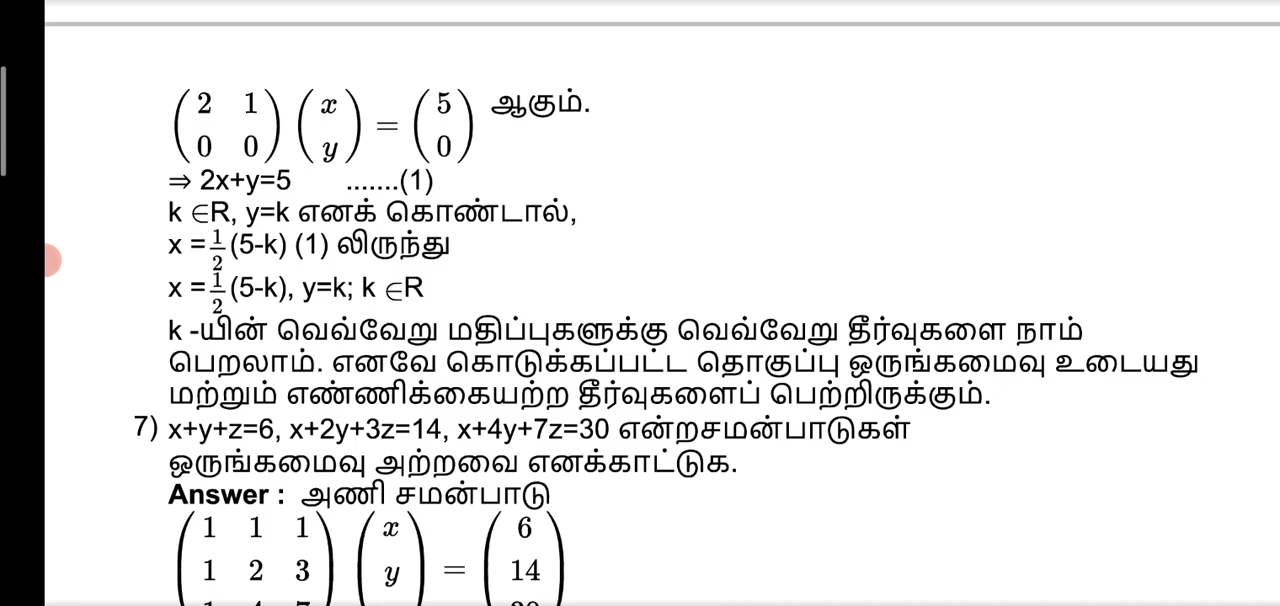 (2 1
0 0) (x
y) = (5
0) ஆகும்.
⇒ 2x+y=5 .......(1)
k ∈R, y=k எனக் கொண்டால்,
x = 1/2 (5-k) (1) லிருந்து
x = 1/2 (5-k), y=k; k ∈R
k -யின் வெவ்வேறு மதிப்புகளுக்கு வெவ்வேறு தீர்வுகளை நாம்
பெறலாம். எனவே கொடுக்கப்பட்ட தொகுப்பு ஒருங்கமைவு உடையது
மற்றும் எண்ணிக்கையற்ற தீர்வுகளைப் பெற்றிருக்கும்.
7) x+y+z=6, x+2y+3z=14, x+4y+7z=30 என்றசமன்பாடுகள்
ஒருங்கமைவு அற்றவை எனக்காட்டுக.
Answer : அணி சமன்பாடு
(1 1 1
1 2 3 (x
y = (6
14